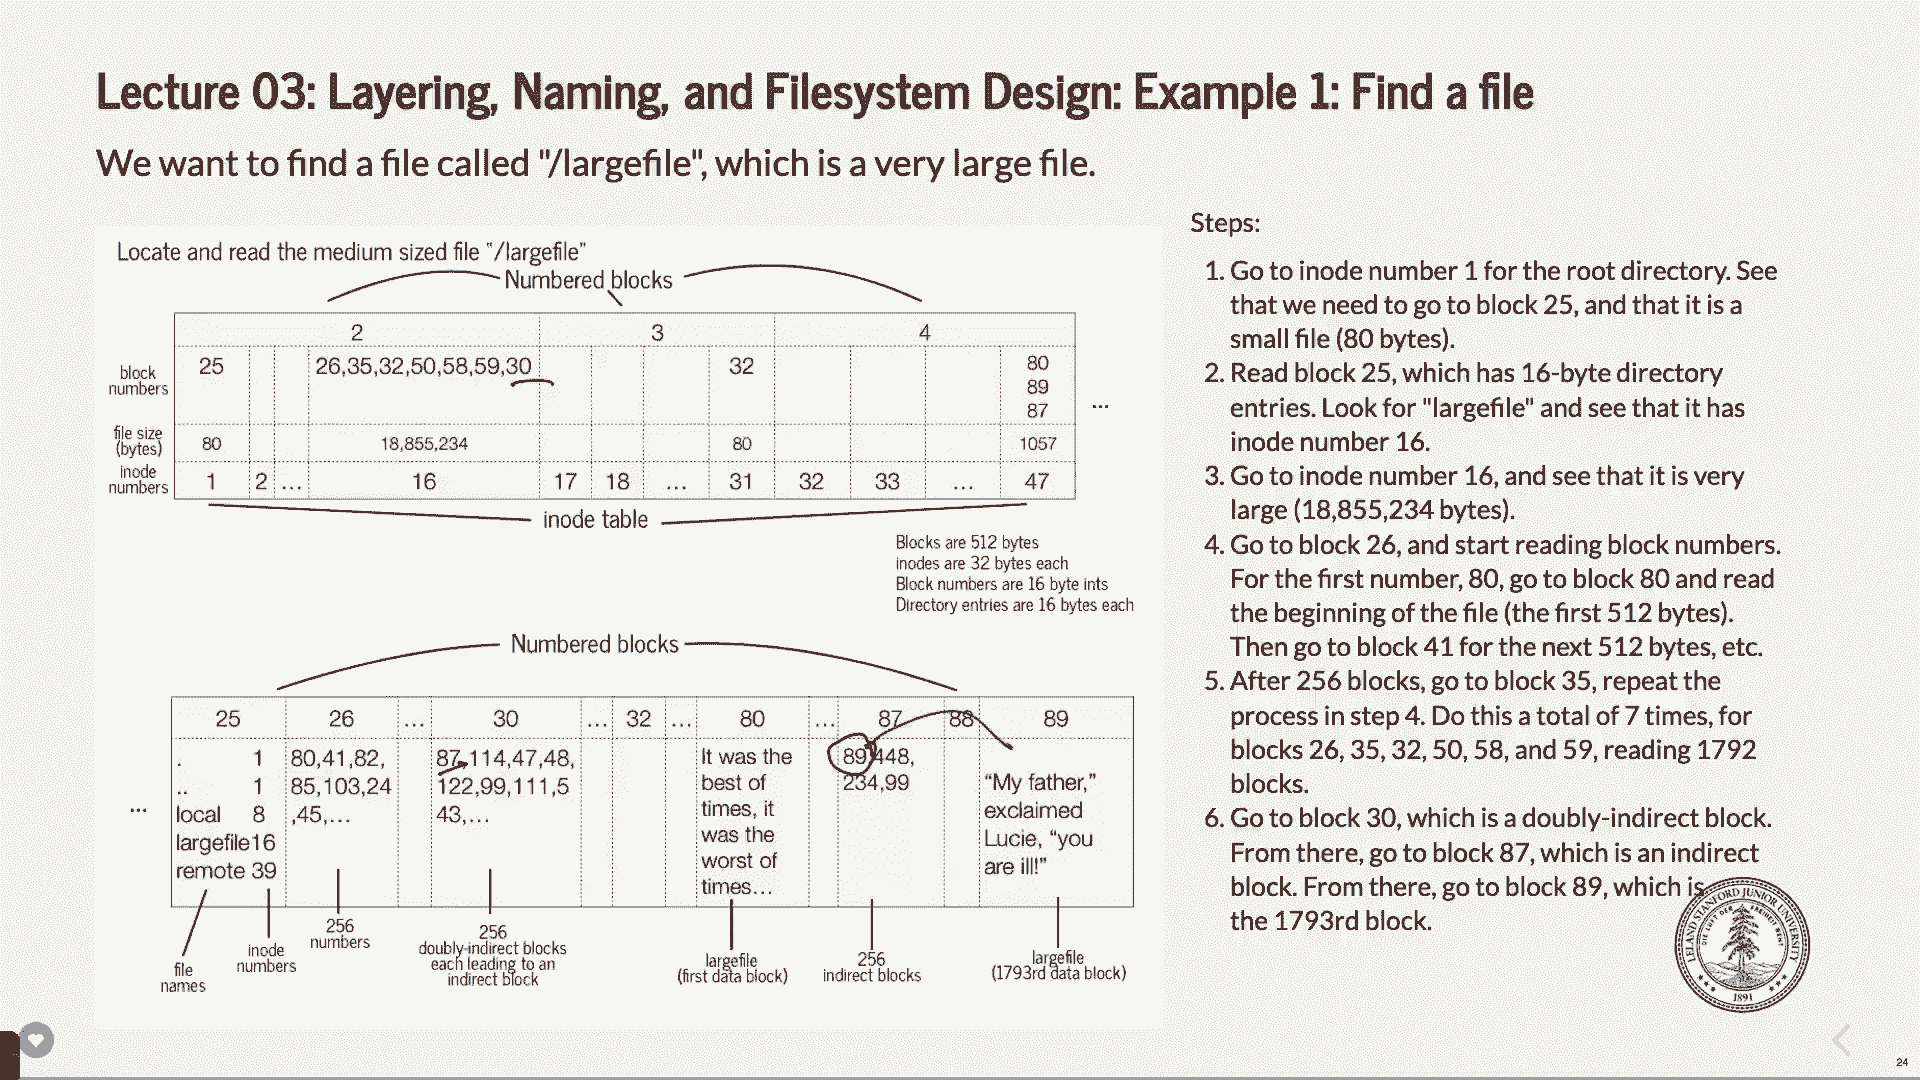 Lecture 03: Layering, Naming, and Filesystem Design: Example 1: Find a file
We want to find a file called "/largefile", which is a very large file.
Locate and read the medium sized file "/largefile"
Numbered blocks
2 3 4
block numbers
25 26,35,32,50,58,59,30 32 80
89
87
...
file size (bytes)
80 18,855,234 80 1057
inode numbers
1 2 ... 16 17 18 ... 31 32 33 ... 47
inode table
Blocks are 512 bytes
inodes are 32 bytes each
Block numbers are 16 byte ints
Directory entries are 16 bytes each
Numbered blocks
25 26 ... 30 ... 32 ... 80 ... 87 88 89
...
. 1
.. 1
local 8
largefile16
remote 39
80,41,82,
85,103,24
,45,...
87,114,47,48,
122,99,111,5
43,...
It was the
best of
times, it
was the
worst of
times...
89,448,
234,99
“My father,”
exclaimed
Lucie, “you
are ill!”
file
names
inode
numbers
256
numbers
256
doubly-indirect blocks
each leading to an
indirect block
largefile
(first data block)
256
indirect blocks
largefile
(1793rd data block)
Steps:
1. Go to inode number 1 for the root directory. See
that we need to go to block 25, and that it is a
small file (80 bytes).
2. Read block 25, which has 16-byte directory
entries. Look for "largefile" and see that it has
inode number 16.
3. Go to inode number 16, and see that it is very
large (18,855,234 bytes).
4. Go to block 26, and start reading block numbers.
For the first number, 80, go to block 80 and read
the beginning of the file (the first 512 bytes).
Then go to block 41 for the next 512 bytes, etc.
5. After 256 blocks, go to block 35, repeat the
process in step 4. Do this a total of 7 times, for
blocks 26, 35, 32, 50, 58, and 59, reading 1792
blocks.
6. Go to block 30, which is a doubly-indirect block.
From there, go to block 87, which is an indirect
block. From there, go to block 89, which is
the 1793rd block.
LELAND STANFORD JUNIOR UNIVERSITY
DIE LUFT DER FREIHEIT WEHT
1891
24